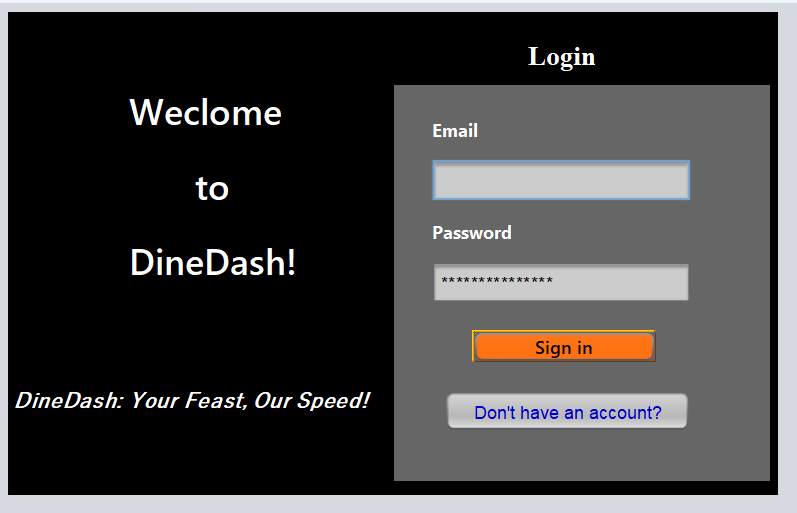 Weclome
to
DineDash!
DineDash: Your Feast, Our Speed!
Login
Email
Password
***************
Sign in
Don't have an account?